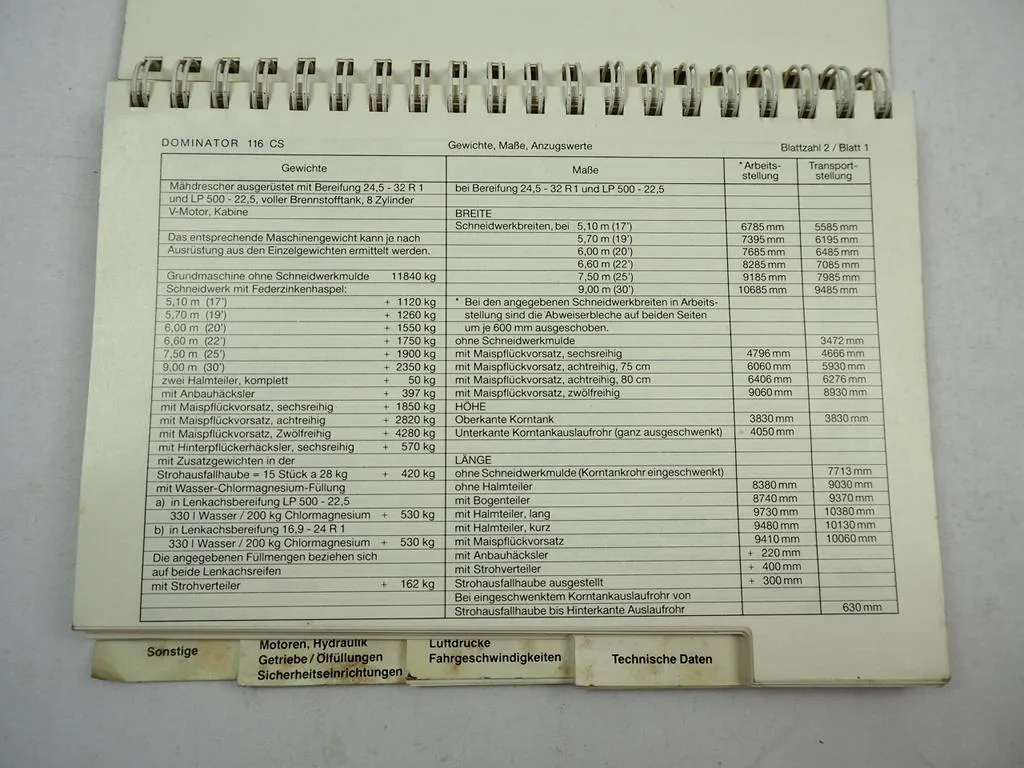 DOMINATOR 116 CS Gewichte, Maße, Anzugswerte Blattzahl 2 / Blatt 1
Gewichte
Mähdrescher ausgerüstet mit Bereifung 24,5 - 32 R 1
und LP 500 - 22,5, voller Brennstofftank, 8 Zylinder
V-Motor, Kabine
Das entsprechende Maschinengewicht kann je nach
Ausrüstung aus den Einzelgewichten ermittelt werden.
Grundmaschine ohne Schneidwerkmulde 11840 kg
Schneidwerk mit Federzinkenhaspel:
5,10 m (17') + 1120 kg
5,70 m (19') + 1260 kg
6,00 m (20') + 1550 kg
6,60 m (22') + 1750 kg
7,50 m (25') + 1900 kg
9,00 m (30') + 2350 kg
zwei Halmteiler, komplett + 50 kg
mit Anbauhäcksler + 397 kg
mit Maispflückvorsatz, sechsreihig + 1850 kg
mit Maispflückvorsatz, achtreihig + 2820 kg
mit Maispflückvorsatz, Zwölfreihig + 4280 kg
mit Hinterpflückerhäcksler, sechsreihig + 570 kg
mit Zusatzgewichten in der
Strohausfallhaube = 15 Stück a 28 kg + 420 kg
mit Wasser-Chlormagnesium-Füllung
a) in Lenkachsbereifung LP 500 - 22,5
330 l Wasser / 200 kg Chlormagnesium + 530 kg
b) in Lenkachsbereifung 16,9 - 24 R 1
330 l Wasser / 200 kg Chlormagnesium + 530 kg
Die angegebenen Füllmengen beziehen sich
auf beide Lenkachsreifen
mit Strohverteiler + 162 kg
Maße * Arbeits- Transport-
stellung stellung
bei Bereifung 24,5 - 32 R 1 und LP 500 - 22,5
BREITE
Schneidwerkbreiten, bei 5,10 m (17') 6785 mm 5585 mm
5,70 m (19') 7395 mm 6195 mm
6,00 m (20') 7685 mm 6485 mm
6,60 m (22') 8285 mm 7085 mm
7,50 m (25') 9185 mm 7985 mm
9,00 m (30') 10685 mm 9485 mm
* Bei den angegebenen Schneidwerkbreiten in Arbeits-
stellung sind die Abweiserbleche auf beiden Seiten
um je 600 mm ausgeschoben.
ohne Schneidwerkmulde 3472 mm
mit Maispflückvorsatz, sechsreihig 4796 mm 4666 mm
mit Maispflückvorsatz, achtreihig, 75 cm 6060 mm 5930 mm
mit Maispflückvorsatz, achtreihig, 80 cm 6406 mm 6276 mm
mit Maispflückvorsatz, zwölfreihig 9060 mm 8930 mm
HÖHE
Oberkante Korntank 3830 mm 3830 mm
Unterkante Korntankauslaufrohr (ganz ausgeschwenkt) 4050 mm
LÄNGE
ohne Schneidwerkmulde (Korntankrohr eingeschwenkt) 7713 mm
ohne Halmteiler 8380 mm 9030 mm
mit Bogenteiler 8740 mm 9370 mm
mit Halmteiler, lang 9730 mm 10380 mm
mit Halmteiler, kurz 9480 mm 10130 mm
mit Maispflückvorsatz 9410 mm 10060 mm
mit Anbauhäcksler + 220 mm
mit Strohverteiler + 400 mm
Strohausfallhaube ausgestellt + 300 mm
Bei eingeschwenktem Korntankauslaufrohr von
Strohausfallhaube bis Hinterkante Auslaufrohr 630 mm
Sonstige
Motoren, Hydraulik
Getriebe / Ölfüllungen
Sicherheitseinrichtungen
Luftdrucke
Fahrgeschwindigkeiten
Technische Daten